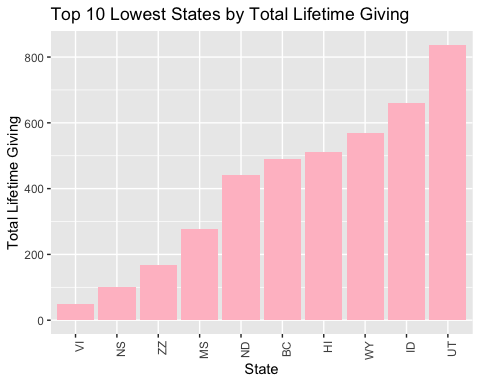 Top 10 Lowest States by Total Lifetime Giving
Total Lifetime Giving
800
600
400
200
0
VI
NS
ZZ
MS
ND
BC
HI
WY
ID
UT
State